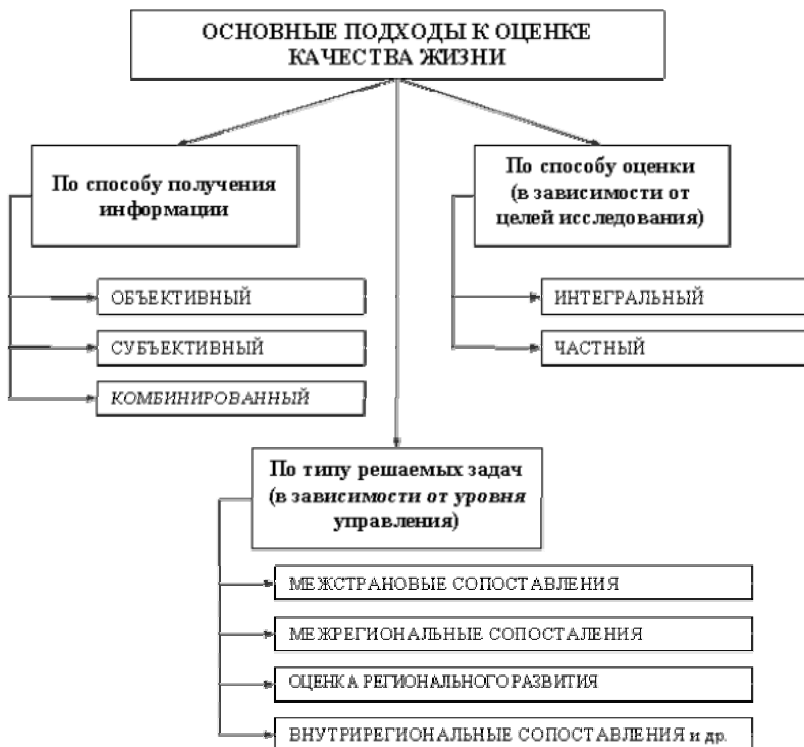 ОСНОВНЫЕ ПОДХОДЫ К ОЦЕНКЕ
КАЧЕСТВА ЖИЗНИ
По способу получения
информации
ОБЪЕКТИВНЫЙ
СУБЪЕКТИВНЫЙ
КОМБИНИРОВАННЫЙ
По способу оценки
(в зависимости от
целей исследования)
ИНТЕГРАЛЬНЫЙ
ЧАСТНЫЙ
По типу решаемых задач
(в зависимости от уровня
управления)
МЕЖСТРАНОВЫЕ СОПОСТАВЛЕНИЯ
МЕЖРЕГИОНАЛЬНЫЕ СОПОСТАЛЕНИЯ
ОЦЕНКА РЕГИОНАЛЬНОГО РАЗВИТИЯ
ВНУТРИРЕГИОНАЛЬНЫЕ СОПОСТАВЛЕНИЯ и др.